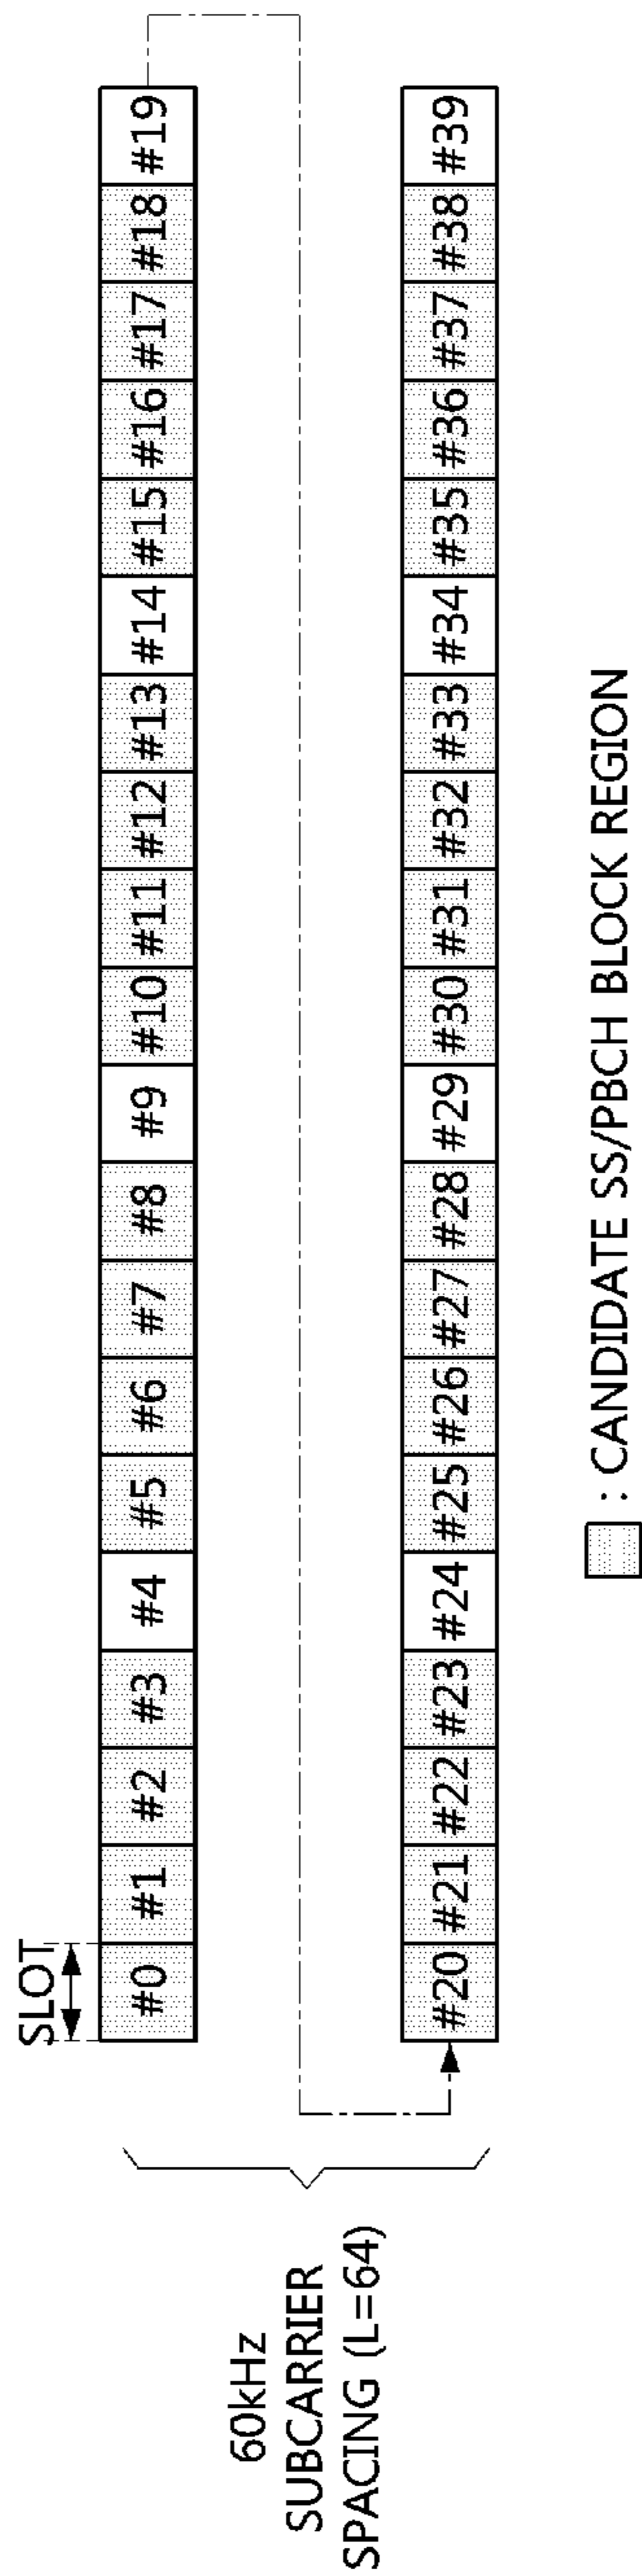 SLOT
#0 #1 #2 #3 #4 #5 #6 #7 #8 #9 #10 #11 #12 #13 #14 #15 #16 #17 #18 #19
60kHz
SUBCARRIER
SPACING (L=64)
#20 #21 #22 #23 #24 #25 #26 #27 #28 #29 #30 #31 #32 #33 #34 #35 #36 #37 #38 #39
: CANDIDATE SS/PBCH BLOCK REGION